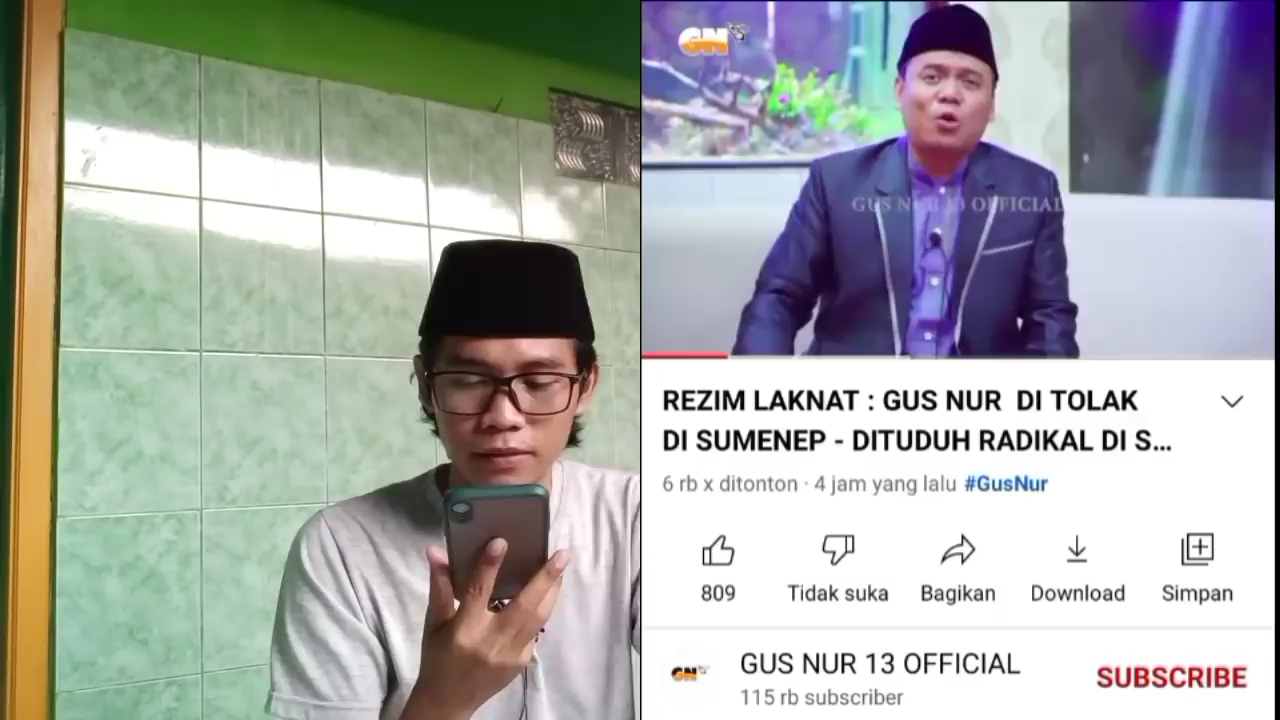 GN
GUS NUR 13 OFFICIAL
REZIM LAKNAT : GUS NUR DI TOLAK
DI SUMENEP - DITUDUH RADIKAL DI S...
6 rb x ditonton · 4 jam yang lalu #GusNur
809
Tidak suka
Bagikan
Download
Simpan
GN
GUS NUR 13 OFFICIAL
115 rb subscriber
SUBSCRIBE